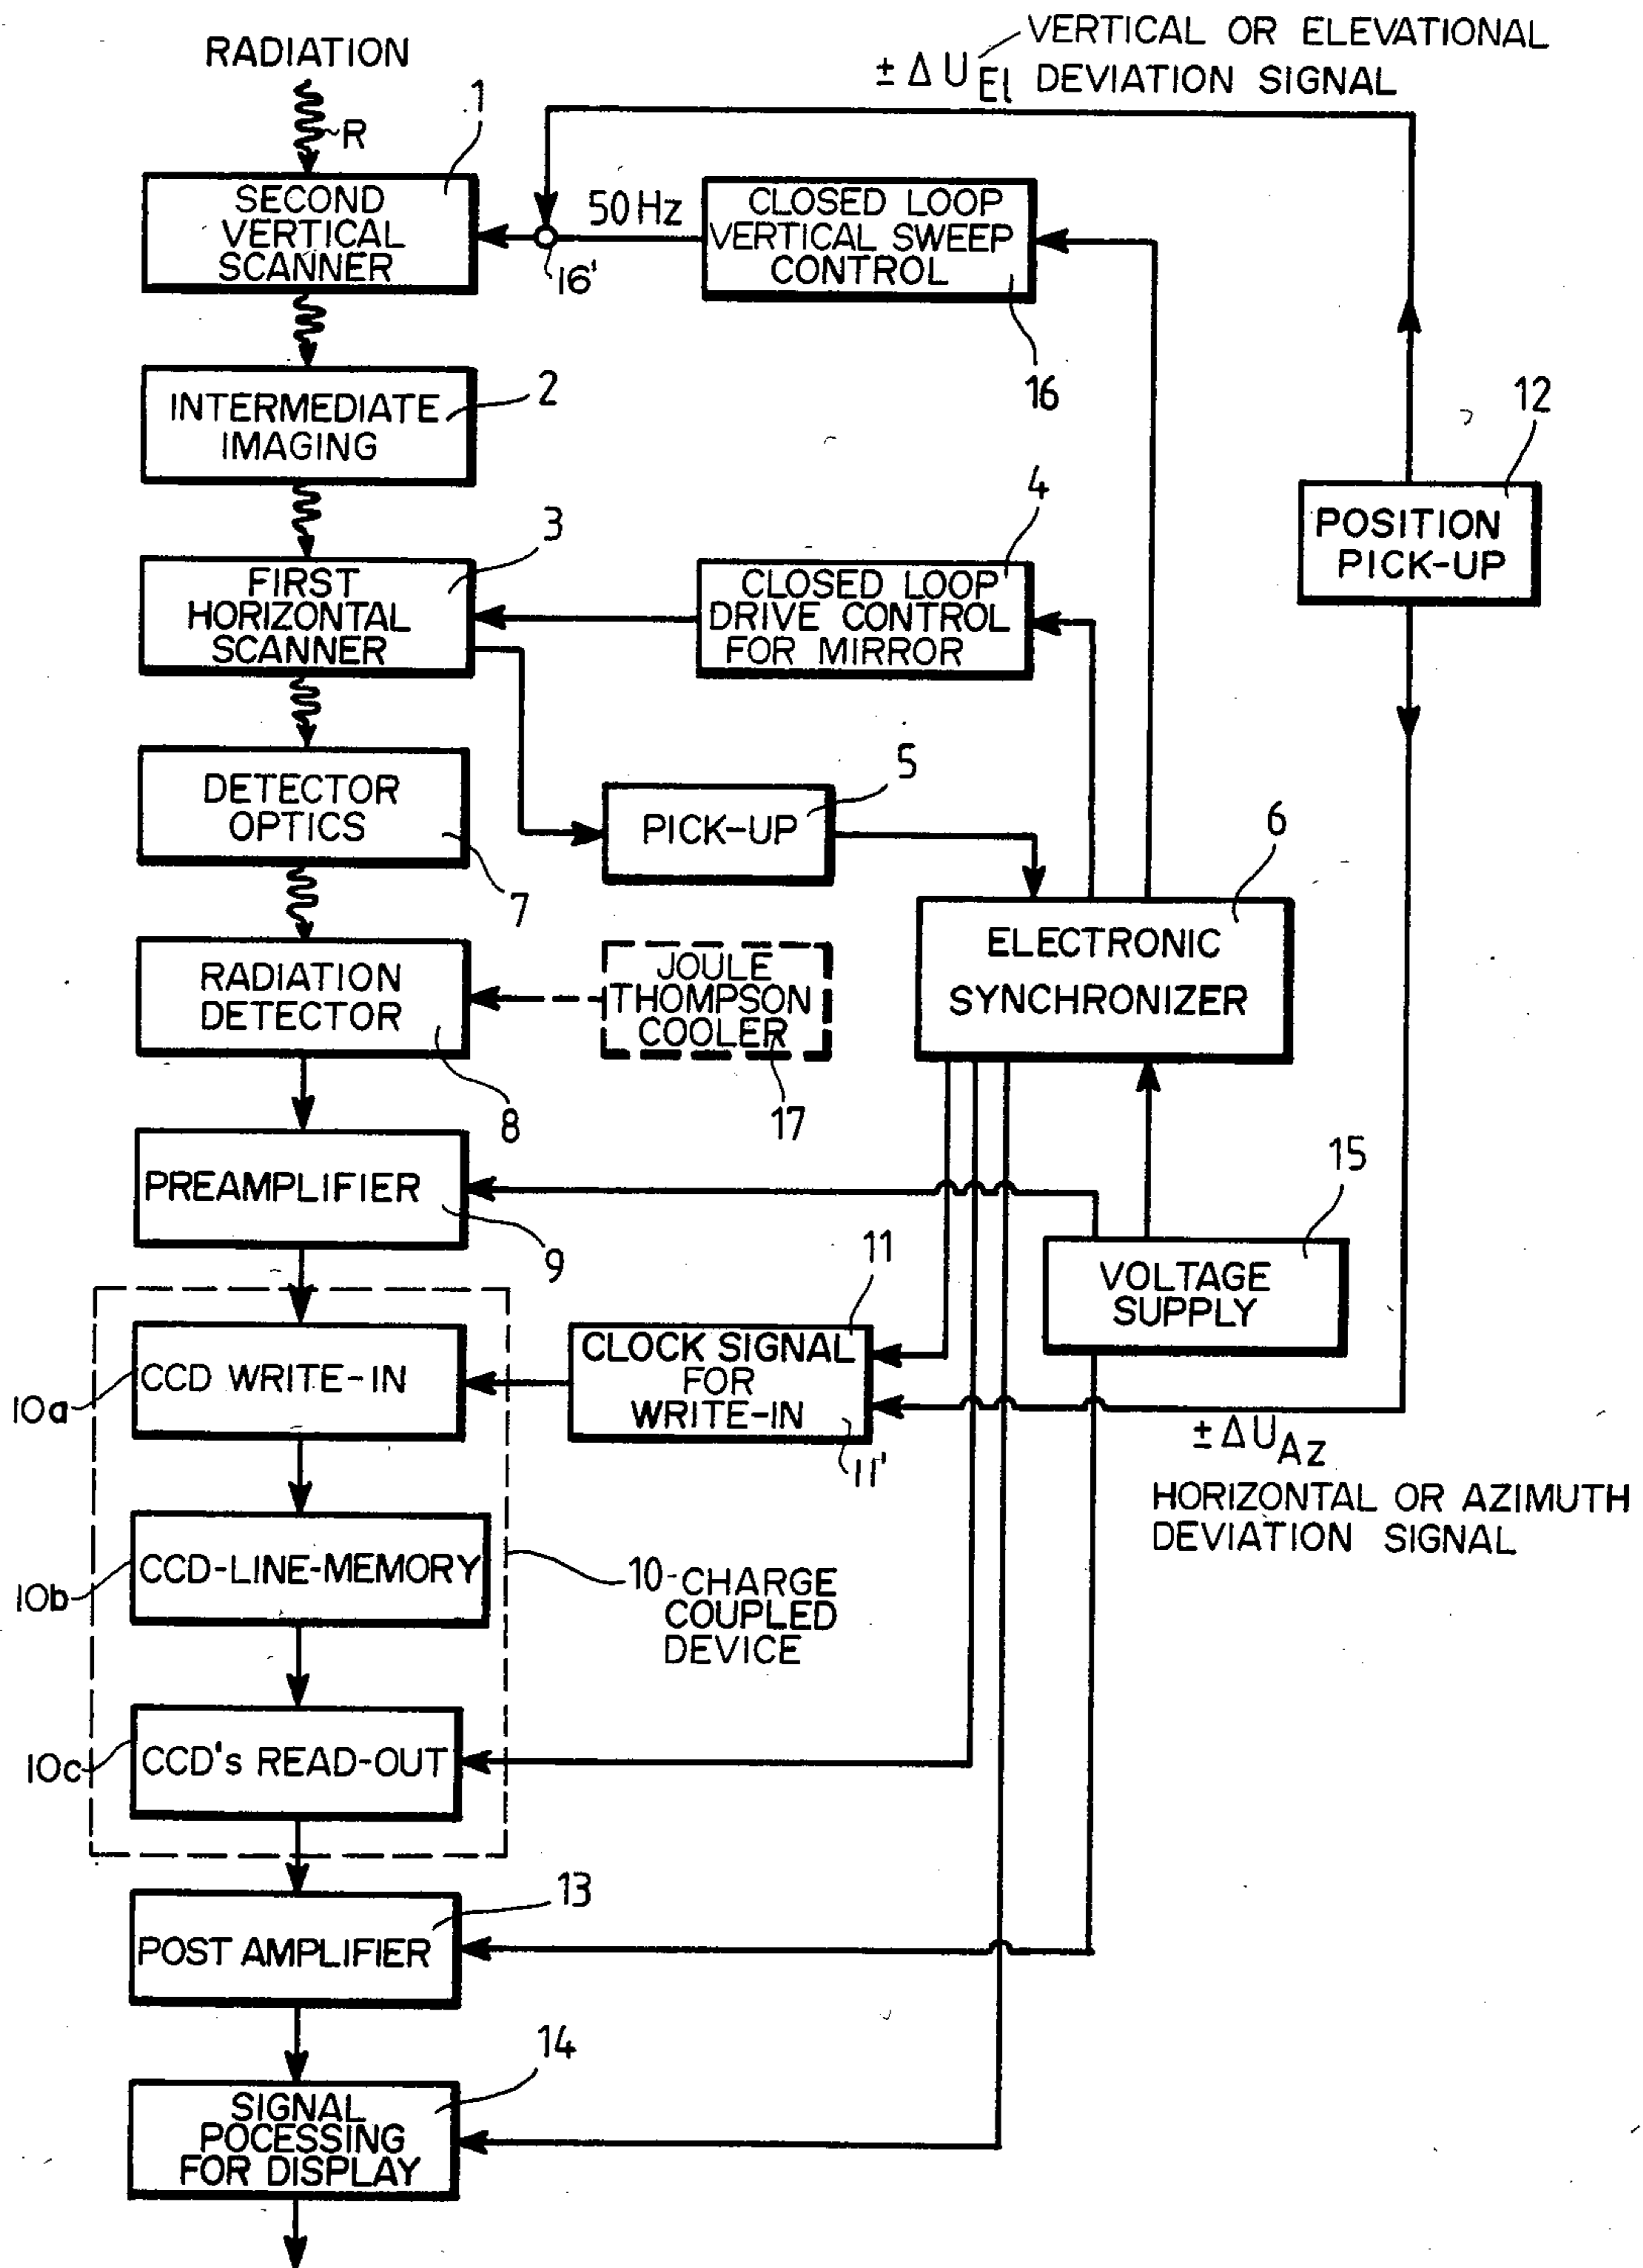 VERTICAL OR ELEVATIONAL
± Δ U El DEVIATION SIGNAL
RADIATION
R
1
SECOND
VERTICAL
SCANNER
50 Hz
16'
CLOSED LOOP
VERTICAL SWEEP
CONTROL
16
INTERMEDIATE
IMAGING
2
12
POSITION
PICK-UP
3
FIRST
HORIZONTAL
SCANNER
4
CLOSED LOOP
DRIVE CONTROL
FOR MIRROR
DETECTOR
OPTICS
7
5
PICK-UP
6
ELECTRONIC
SYNCHRONIZER
RADIATION
DETECTOR
8
JOULE
THOMPSON
COOLER
17
PREAMPLIFIER
9
15
VOLTAGE
SUPPLY
11
CLOCK SIGNAL
FOR
WRITE-IN
11'
CCD WRITE-IN
10a
± Δ U Az
HORIZONTAL OR AZIMUTH
DEVIATION SIGNAL
CCD-LINE-MEMORY
10b
10-CHARGE
COUPLED
DEVICE
CCD's READ-OUT
10c
13
POST AMPLIFIER
14
SIGNAL
POCESSING
FOR DISPLAY